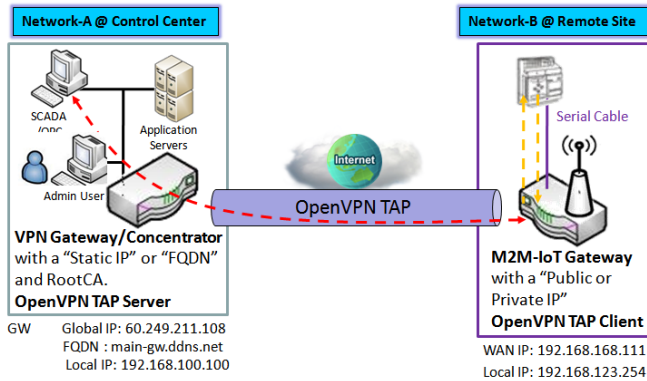 Network-A @ Control Center
Network-B @ Remote Site
SCADA
Application
Servers
Admin User
Serial Cable
Internet
OpenVPN TAP
VPN Gateway/Concentrator
with a “Static IP” or “FQDN”
and RootCA.
OpenVPN TAP Server
M2M-IoT Gateway
with a “Public or
Private IP”
OpenVPN TAP Client
GW Global IP: 60.249.211.108
FQDN : main-gw.ddns.net
Local IP: 192.168.100.100
WAN IP: 192.168.168.111
Local IP: 192.168.123.254